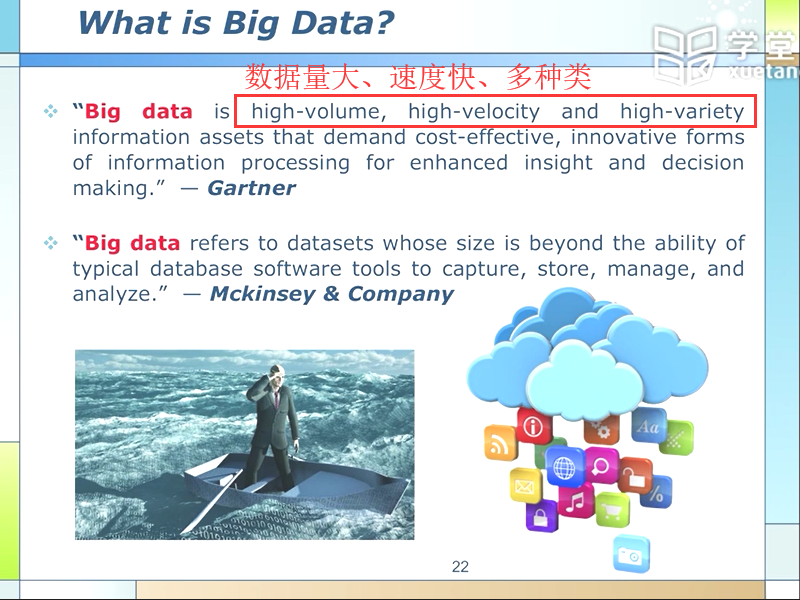 What is Big Data?
学堂
xuetan
数据量大、速度快、多种类
“Big data is high-volume, high-velocity and high-variety
information assets that demand cost-effective, innovative forms
of information processing for enhanced insight and decision
making.” — Gartner
“Big data refers to datasets whose size is beyond the ability of
typical database software tools to capture, store, manage, and
analyze.” — Mckinsey & Company
Aa
%
22